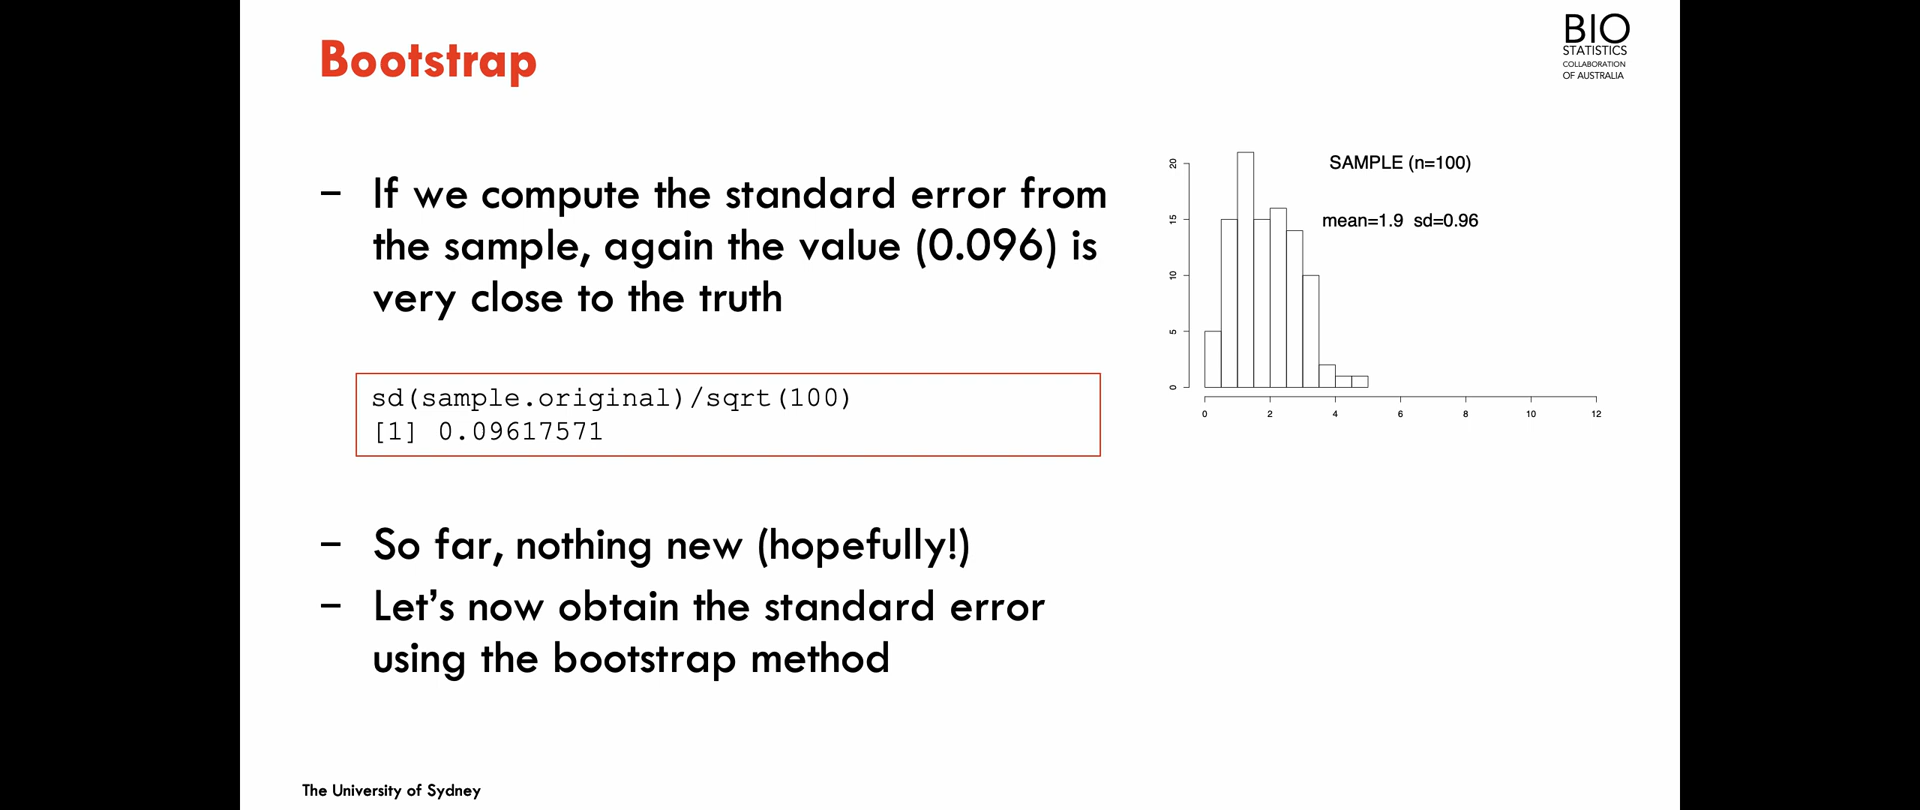 Bootstrap
BIO
STATISTICS
COLLABORATION
OF AUSTRALIA
– If we compute the standard error from
the sample, again the value (0.096) is
very close to the truth
sd(sample.original)/sqrt(100)
[1] 0.09617571
– So far, nothing new (hopefully!)
– Let’s now obtain the standard error
using the bootstrap method
SAMPLE (n=100)
mean=1.9 sd=0.96
20
15
10
5
0
0 2 4 6 8 10 12
The University of Sydney